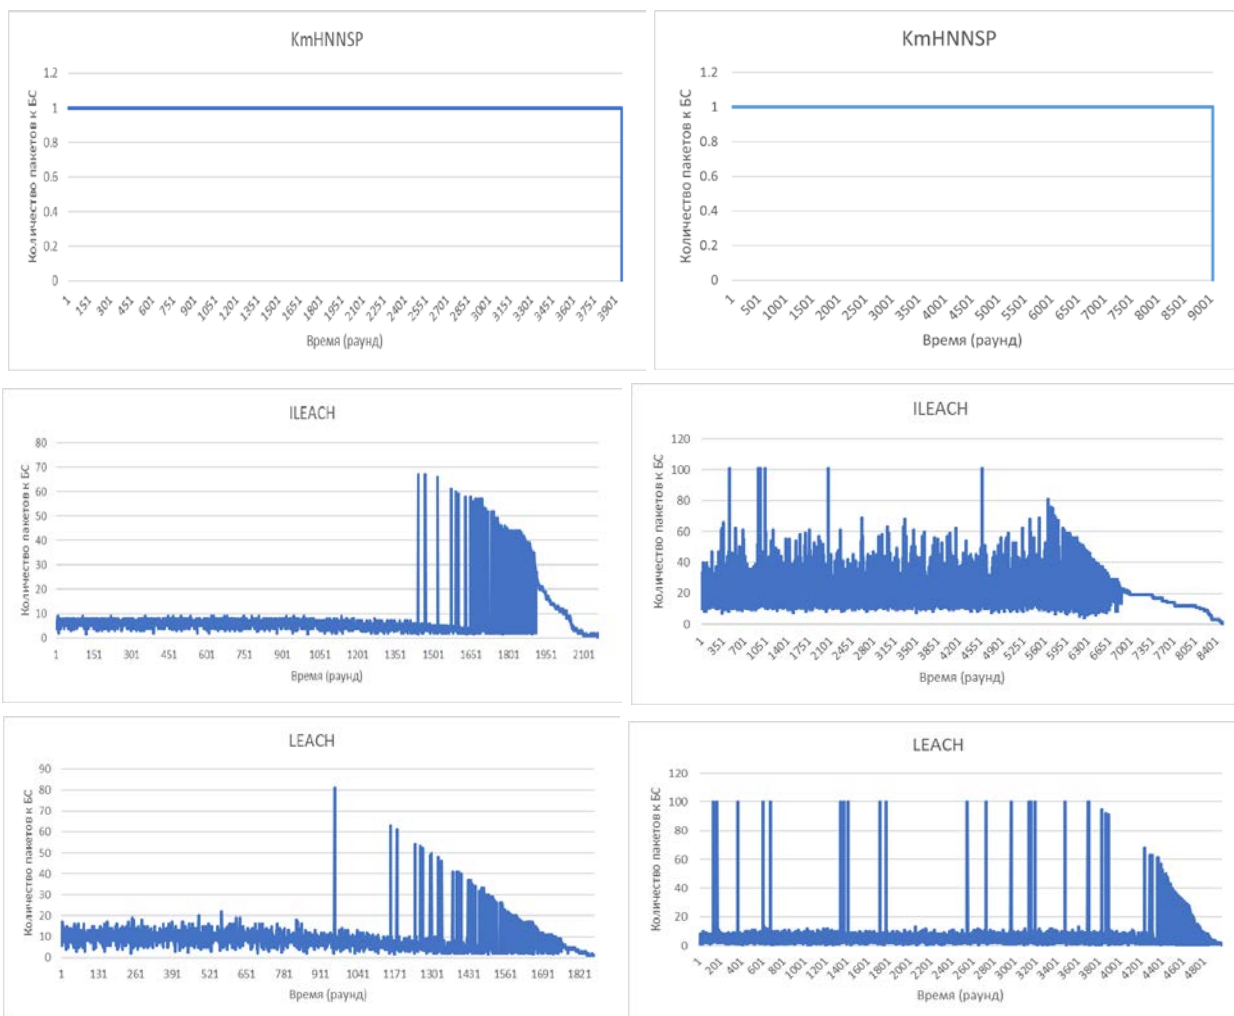 KmHNNSP
Количество пакетов к БС
1.2
1
0.8
0.6
0.4
0.2
0
1 151 301 451 601 751 901 1051 1201 1351 1501 1651 1801 1951 2101 2251 2401 2551 2701 2851 3001 3151 3301 3451 3601 3751 3901
Время (раунд)
KmHNNSP
Количество пакетов к БС
1.2
1
0.8
0.6
0.4
0.2
0
1 501 1001 1501 2001 2501 3001 3501 4001 4501 5001 5501 6001 6501 7001 7501 8001 8501 9001
Время (раунд)
ILEACH
Количество пакетов к БС
80
70
60
50
40
30
20
10
0
1 151 301 451 601 751 901 1051 1201 1351 1501 1651 1801 1951 2101
Время (раунд)
ILEACH
Количество пакетов к БС
120
100
80
60
40
20
0
1 351 701 1051 1401 1751 2101 2451 2801 3151 3501 3851 4201 4551 4901 5251 5601 5951 6301 6651 7001 7351 7701 8051 8401
Время (раунд)
LEACH
Количество пакетов к БС
90
80
70
60
50
40
30
20
10
0
1 131 261 391 521 651 781 911 1041 1171 1301 1431 1561 1691 1821
Время (раунд)
LEACH
Количество пакетов к БС
120
100
80
60
40
20
0
1 201 401 601 801 1001 1201 1401 1601 1801 2001 2201 2401 2601 2801 3001 3201 3401 3601 3801 4001 4201 4401 4601 4801
Время (раунд)